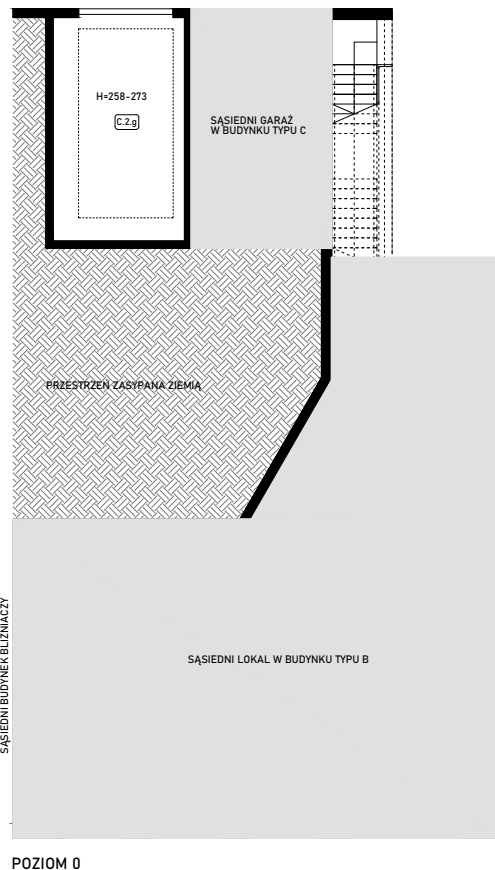 H=258-273
C.2.g
SĄSIEDNI GARAŻ
W BUDYNKU TYPU C
PRZESTRZEŃ ZASYPANA ZIEMIĄ
SĄSIEDNI LOKAL W BUDYNKU TYPU B
SĄSIEDNI BUDYNEK BLIŹNIACZY
POZIOM 0